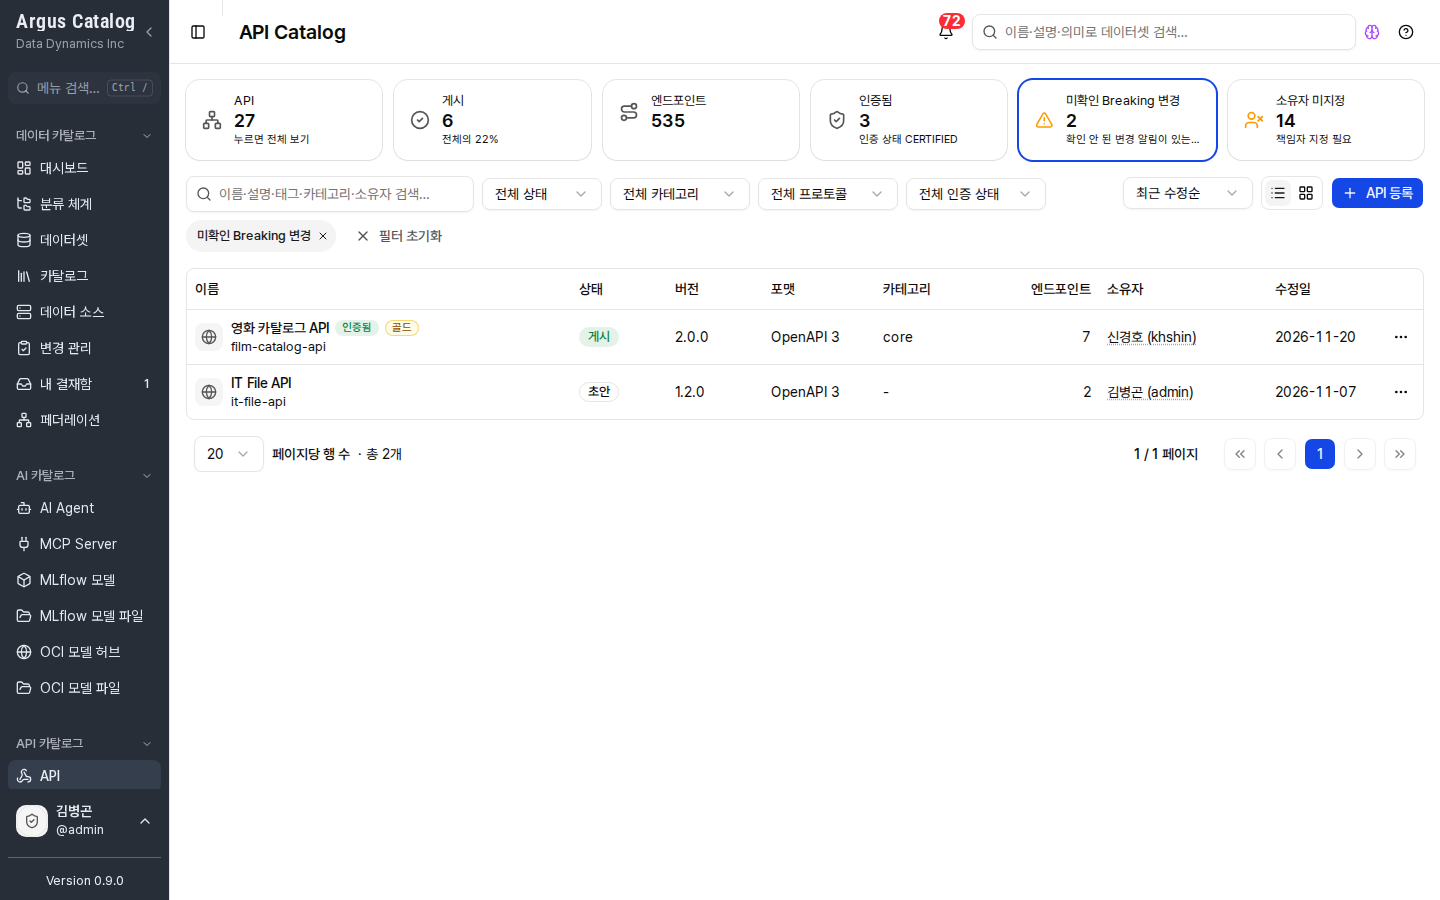 Argus Catalog
Data Dynamics Inc
메뉴 검색... Ctrl /
데이터 카탈로그
대시보드
분류 체계
데이터셋
카탈로그
데이터 소스
변경 관리
내 결재함 1
페더레이션
AI 카탈로그
AI Agent
MCP Server
MLflow 모델
MLflow 모델 파일
OCI 모델 허브
OCI 모델 파일
API 카탈로그
API
김병곤
@admin
Version 0.9.0
API Catalog
72
이름·설명·의미로 데이터셋 검색...
API
27
누르면 전체 보기
게시
6
전체의 22%
엔드포인트
535
인증됨
3
인증 상태 CERTIFIED
미확인 Breaking 변경
2
확인 안 된 변경 알림이 있는...
소유자 미지정
14
책임자 지정 필요
이름·설명·태그·카테고리·소유자 검색... 전체 상태 전체 카테고리 전체 프로토콜 전체 인증 상태 최근 수정순 API 등록
미확인 Breaking 변경 필터 초기화
이름 상태 버전 포맷 카테고리 엔드포인트 소유자 수정일
영화 카탈로그 API 인증됨 골드
film-catalog-api
게시 2.0.0 OpenAPI 3 core 7 신경호 (khshin) 2026-11-20
IT File API
it-file-api
초안 1.2.0 OpenAPI 3 - 2 김병곤 (admin) 2026-11-07
20 페이지당 행 수 · 총 2개 1 / 1 페이지 1